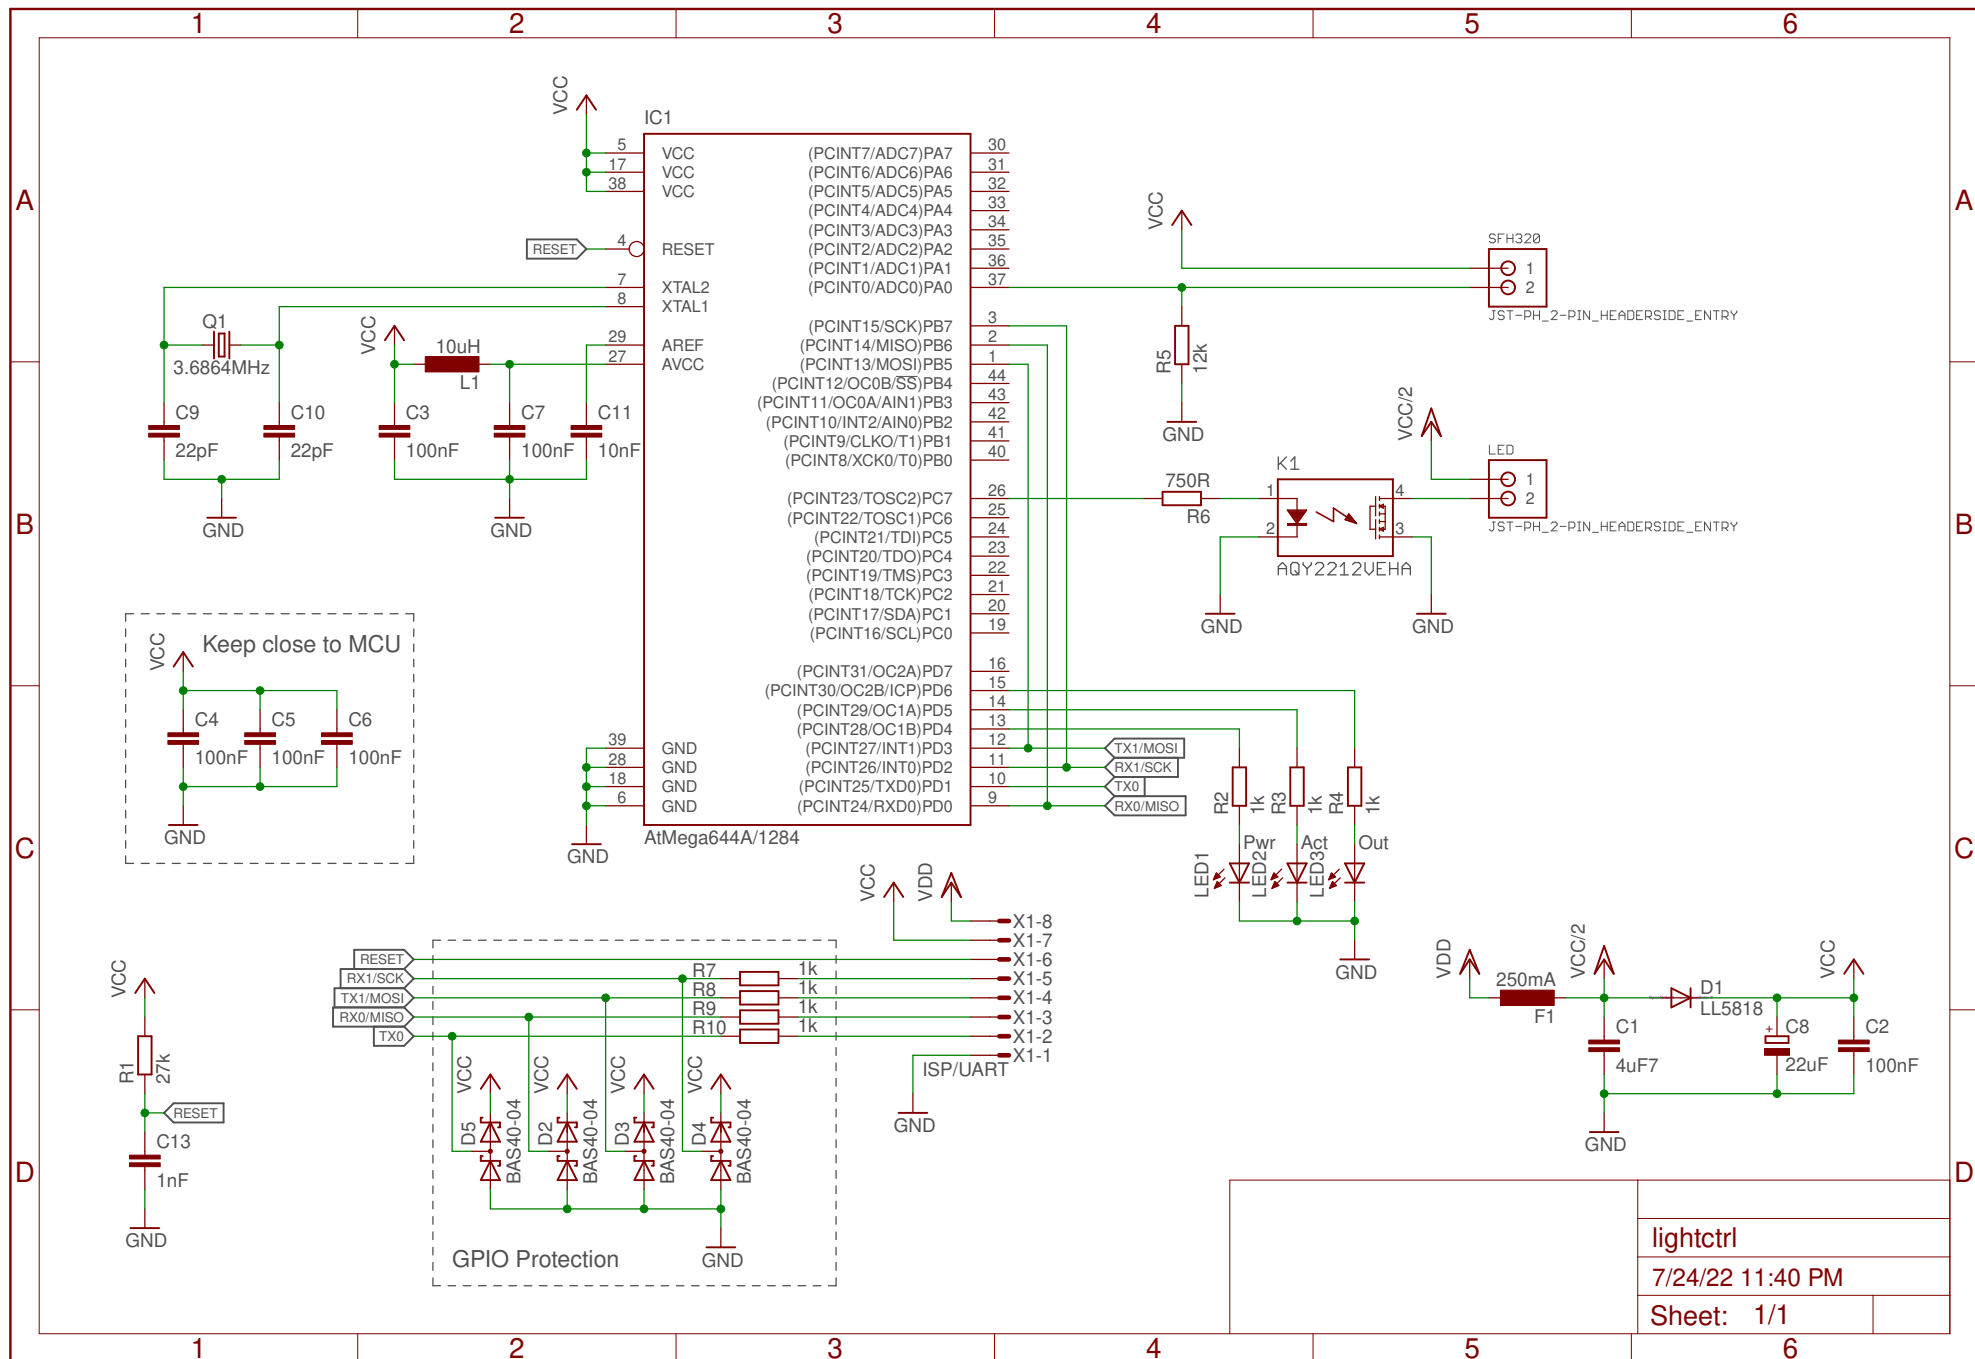 1 2 3 4 5 6
A A
B B
C C
D D
1 2 3 4 5 6
VCC
IC1
5 VCC
17 VCC
38 VCC
RESET 4 RESET
7 XTAL2
8 XTAL1
29 AREF
27 AVCC
39 GND
28 GND
18 GND
6 GND
GND
AtMega644A/1284
(PCINT7/ADC7)PA7 30
(PCINT6/ADC6)PA6 31
(PCINT5/ADC5)PA5 32
(PCINT4/ADC4)PA4 33
(PCINT3/ADC3)PA3 34
(PCINT2/ADC2)PA2 35
(PCINT1/ADC1)PA1 36
(PCINT0/ADC0)PA0 37
(PCINT15/SCK)PB7 3
(PCINT14/MISO)PB6 2
(PCINT13/MOSI)PB5 1
(PCINT12/OC0B/SS)PB4 44
(PCINT11/OC0A/AIN1)PB3 43
(PCINT10/INT2/AIN0)PB2 42
(PCINT9/CLKO/T1)PB1 41
(PCINT8/XCK0/T0)PB0 40
(PCINT23/TOSC2)PC7 26
(PCINT22/TOSC1)PC6 25
(PCINT21/TDI)PC5 24
(PCINT20/TDO)PC4 23
(PCINT19/TMS)PC3 22
(PCINT18/TCK)PC2 21
(PCINT17/SDA)PC1 20
(PCINT16/SCL)PC0 19
(PCINT31/OC2A)PD7 16
(PCINT30/OC2B/ICP)PD6 15
(PCINT29/OC1A)PD5 14
(PCINT28/OC1B)PD4 13
(PCINT27/INT1)PD3 12
(PCINT26/INT0)PD2 11
(PCINT25/TXD0)PD1 10
(PCINT24/RXD0)PD0 9
TX1/MOSI
RX1/SCK
TX0
RX0/MISO
Q1
3.6864MHz
C9
22pF
C10
22pF
GND
VCC
10uH
L1
C3
100nF
C7
100nF
C11
10nF
GND
VCC
SFH320
1
2
JST-PH_2-PIN_HEADERSIDE_ENTRY
R5
12k
GND
VCC/2
LED
1
2
JST-PH_2-PIN_HEADERSIDE_ENTRY
750R
R6
K1
1 4
2 3
AQY2212VEHA
GND
GND
Keep close to MCU
VCC
C4
100nF
C5
100nF
C6
100nF
GND
R2
1k
R3
1k
R4
1k
Pwr
Act
Out
LED1
LED2
LED3
GND
VCC
VDD
X1-8
X1-7
X1-6
X1-5
X1-4
X1-3
X1-2
X1-1
ISP/UART
GND
RESET
RX1/SCK
TX1/MOSI
RX0/MISO
TX0
R7 1k
R8 1k
R9 1k
R10 1k
VCC VCC VCC VCC
D5
BAS40-04
D2
BAS40-04
D3
BAS40-04
D4
BAS40-04
GND
GPIO Protection
VCC
R1
27k
RESET
C13
1nF
GND
VDD
250mA
F1
VCC/2
D1
LL5818
VCC
C1
4uF7
+
C8
22uF
C2
100nF
GND
lightctrl
7/24/22 11:40 PM
Sheet: 1/1